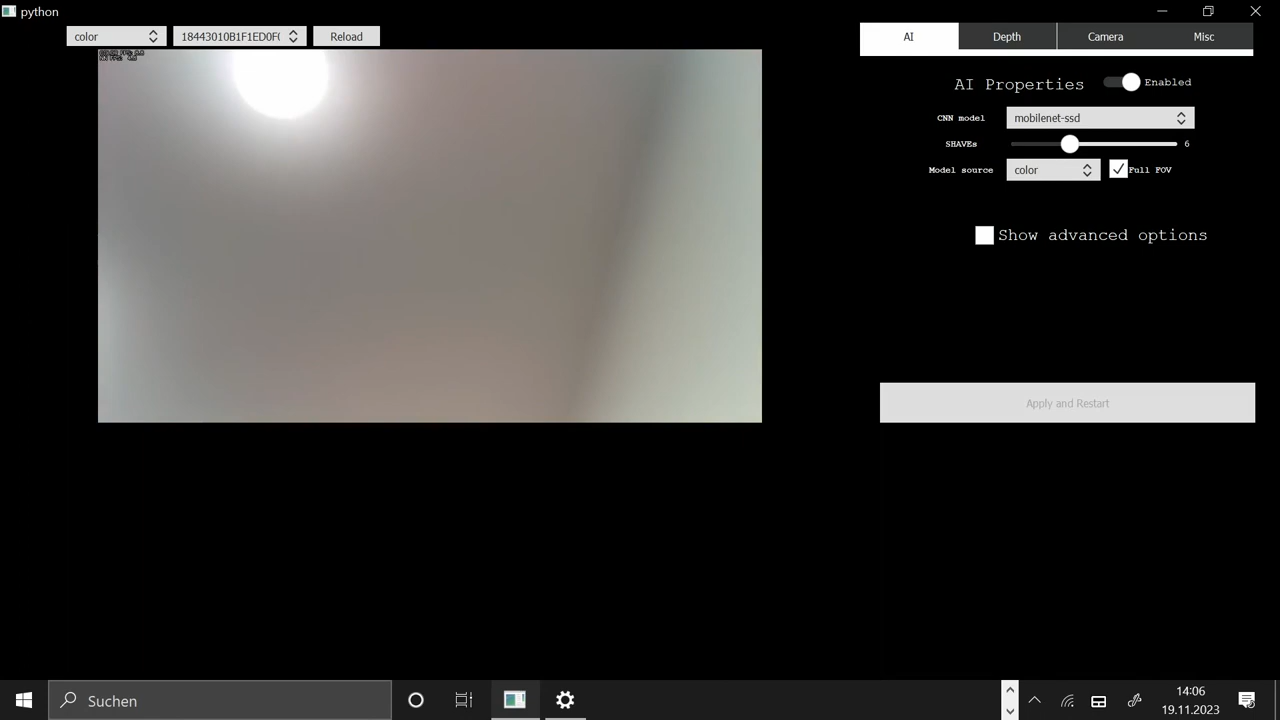 python
color 18443010B1F1ED0F( Reload
AI Depth Camera Misc
AI Properties Enabled
CNN model mobilenet-ssd
SHAVEs 6
Model source color Full FOV
Show advanced options
Apply and Restart
Suchen
14:06
19.11.2023